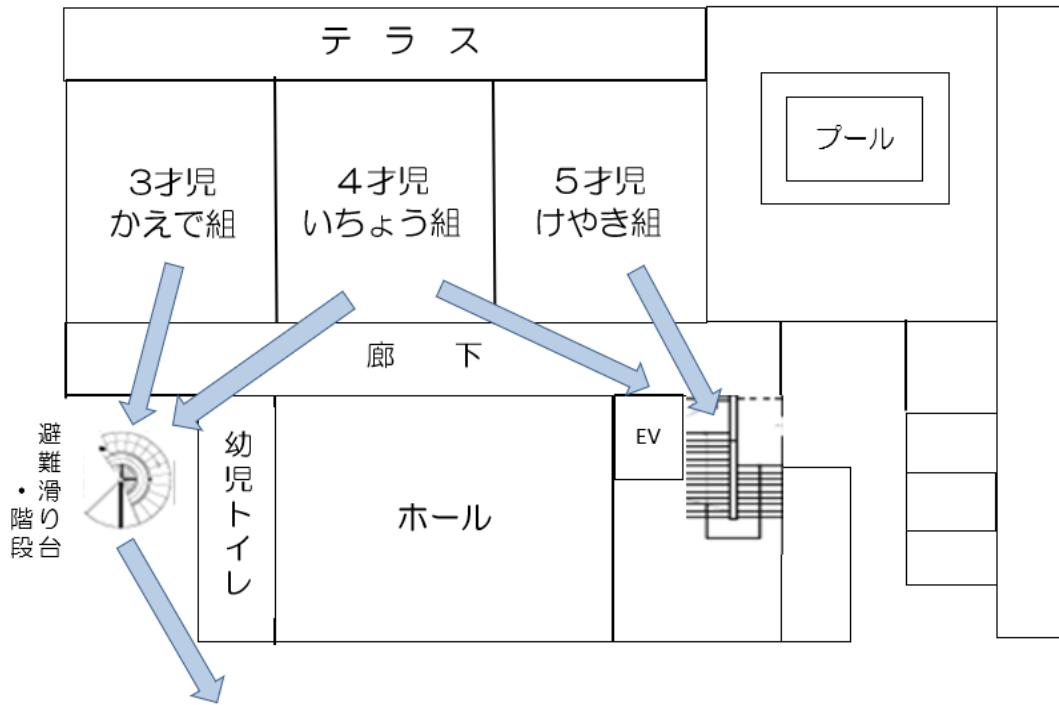 テ ラ ス
プール
3才児
かえで組
4才児
いちょう組
5才児
けやき組
廊 下
EV
避難滑り台
・階段
幼児トイレ
ホール